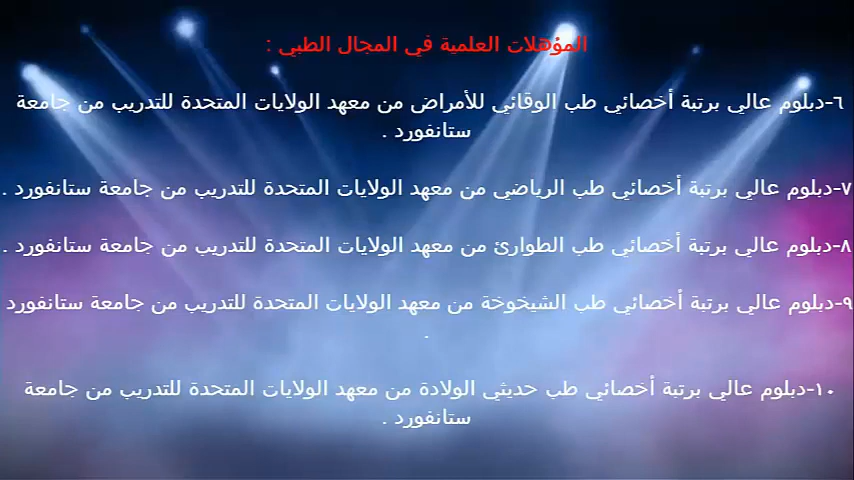 المؤهلات العلمية في المجال الطبي :
٦-دبلوم عالي برتبة أخصائي طب الوقائي للأمراض من معهد الولايات المتحدة للتدريب من جامعة
ستانفورد .
٧-دبلوم عالي برتبة أخصائي طب الرياضي من معهد الولايات المتحدة للتدريب من جامعة ستانفورد .
٨-دبلوم عالي برتبة أخصائي طب الطوارئ من معهد الولايات المتحدة للتدريب من جامعة ستانفورد .
٩-دبلوم عالي برتبة أخصائي طب الشيخوخة من معهد الولايات المتحدة للتدريب من جامعة ستانفورد
.
١٠-دبلوم عالي برتبة أخصائي طب حديثي الولادة من معهد الولايات المتحدة للتدريب من جامعة
ستانفورد .